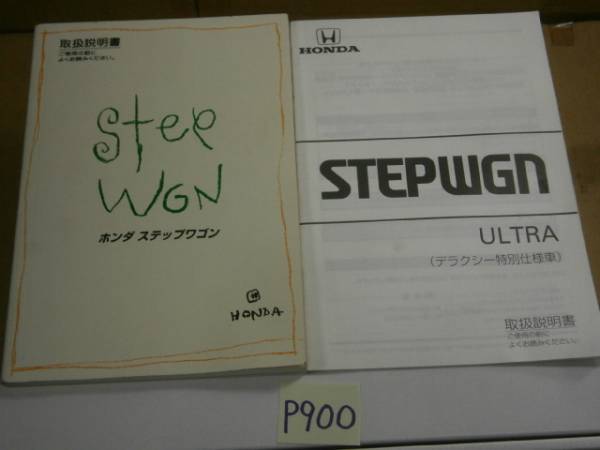 取扱説明書
ご使用の前に
よくお読みください。
Step
WGN
ホンダ ステップワゴン
HONDA
HONDA
STEPWGN
ULTRA
(デラクシー特別仕様車)
取扱説明書
ご使用の前に
よくお読みください。
P900